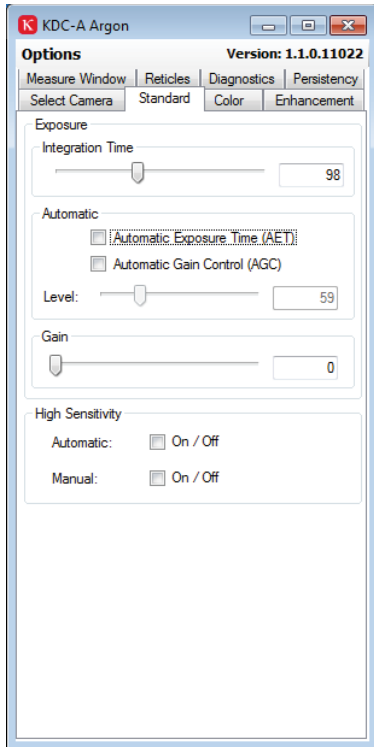 K KDC-A Argon
Options Version: 1.1.0.11022
Measure Window Reticles Diagnostics Persistency
Select Camera Standard Color Enhancement
Exposure
Integration Time
98
Automatic
Automatic Exposure Time (AET)
Automatic Gain Control (AGC)
Level: 59
Gain
0
High Sensitivity
Automatic: On / Off
Manual: On / Off